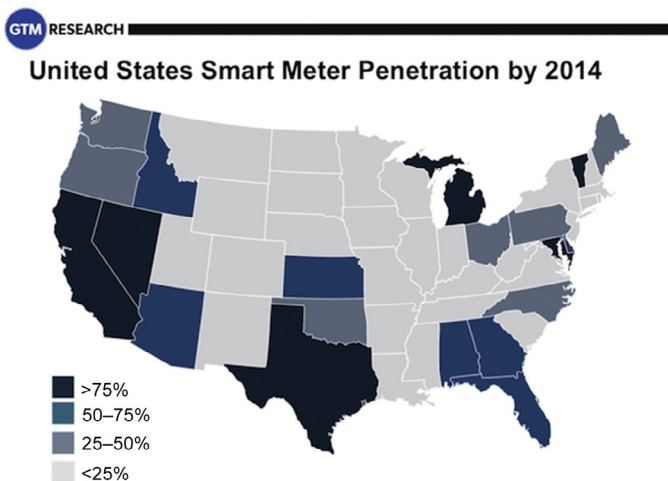 GTM RESEARCH
United States Smart Meter Penetration by 2014
>75%
50–75%
25–50%
<25%